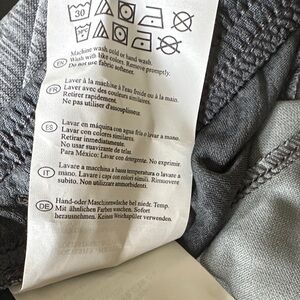 30
EN Machine wash cold or hand wash.
Wash with like colors. Remove promptly.
Do not use fabric softener.
FR Laver à la machine à l'eau froide ou à la main.
Laver avec des couleurs similaires.
Retirer rapidement.
Ne pas utiliser d'assouplissant.
ES Lavar en máquina con agua fría o lavar a mano.
Lavar con colores similares.
Retirar inmediatamente.
No usar suavizante de telas.
Para México: Lavar con detergente. No exprimir.
IT Lavare a macchina a bassa temperatura o lavare a
mano. Lavare i capi con colori simili. Rimuovere
subito. Non utilizzare ammorbidenti.
DE Hand-oder Maschinenwäsche bei niedr. Temp.
Mit ähnlichen Farben waschen. Sofort
herausnehmen. Keinen Weichspüler verwenden.